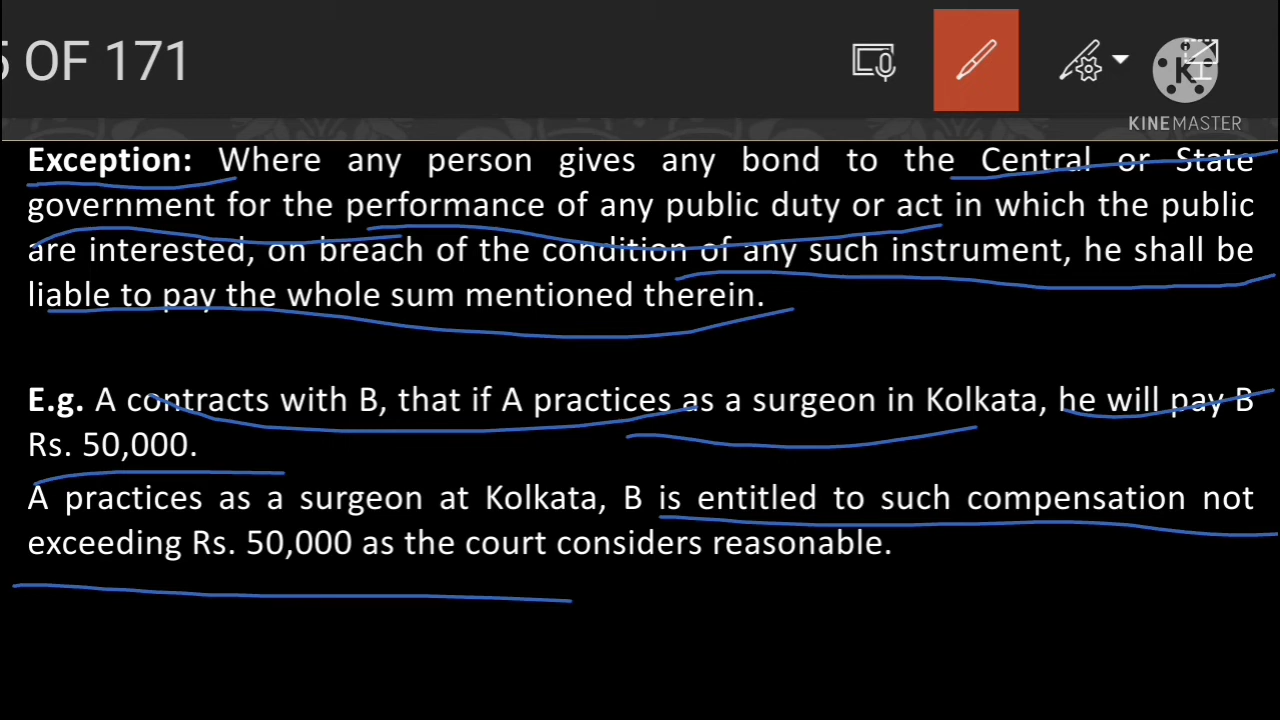 OF 171
K
KINEMASTER
Exception: Where any person gives any bond to the Central or State
government for the performance of any public duty or act in which the public
are interested, on breach of the condition of any such instrument, he shall be
liable to pay the whole sum mentioned therein.
E.g. A contracts with B, that if A practices as a surgeon in Kolkata, he will pay B
Rs. 50,000.
A practices as a surgeon at Kolkata, B is entitled to such compensation not
exceeding Rs. 50,000 as the court considers reasonable.